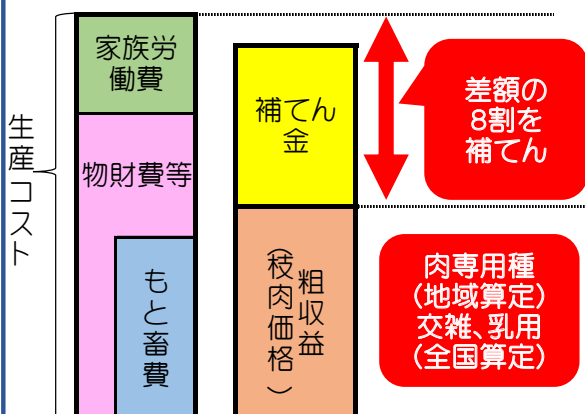 生産コスト
家族労
働費
物財費等
もと畜費
補てん
金
粗収益
（枝肉価格）
差額の
8割を
補てん
肉専用種
(地域算定)
交雑、乳用
(全国算定)